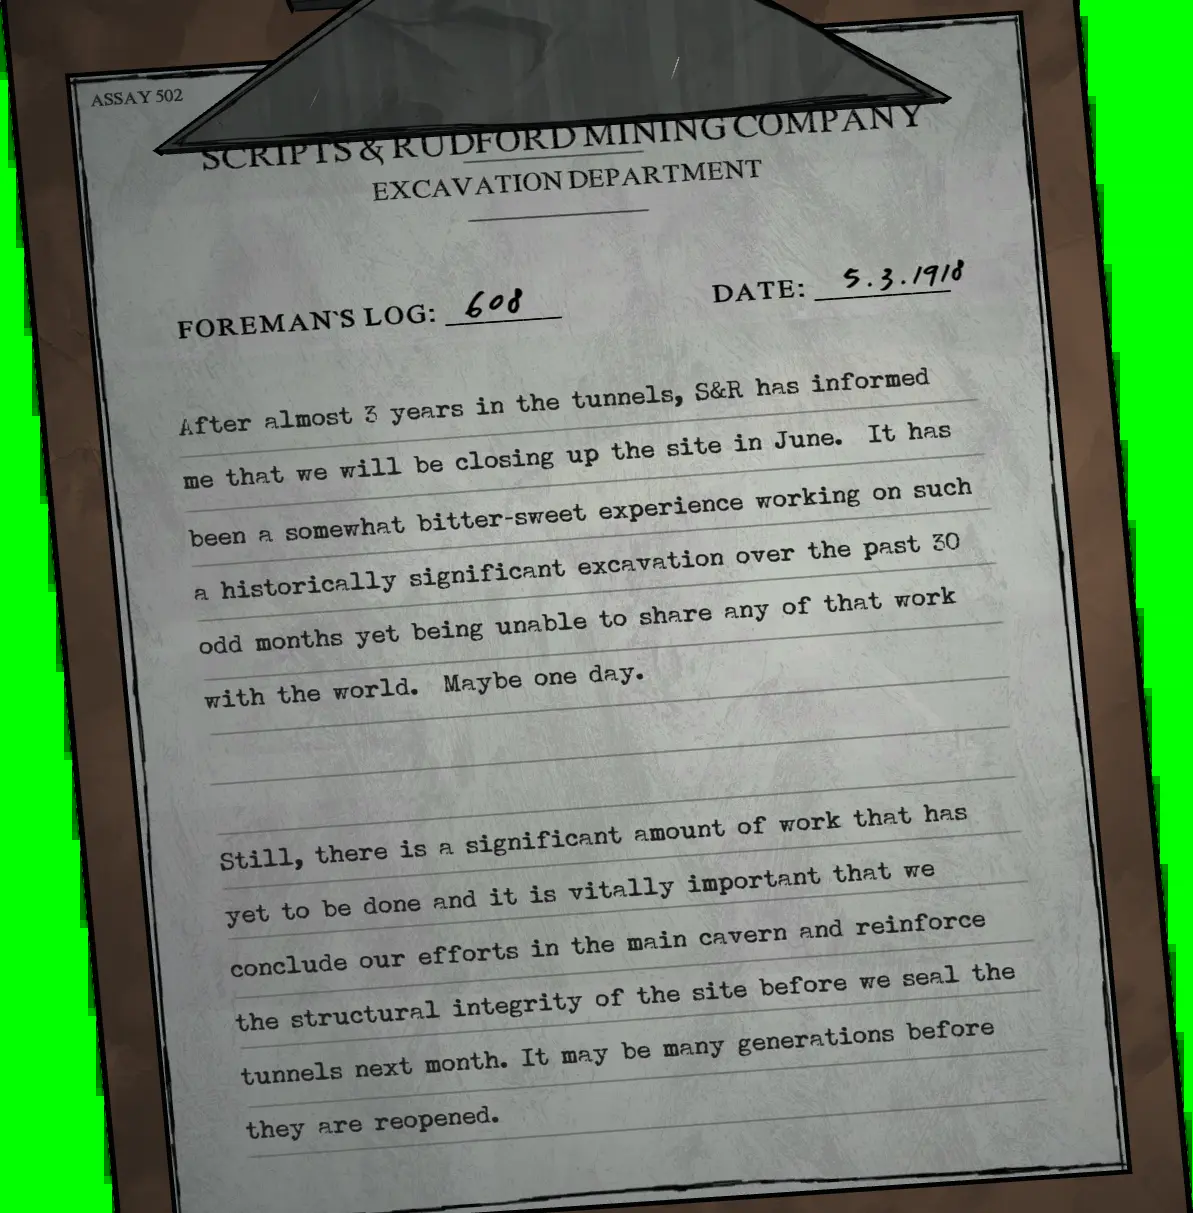 ASSAY 502
SCRIPTS & RUDFORD MINING COMPANY
EXCAVATION DEPARTMENT
FOREMAN`S LOG: 608
DATE: 5.3.1918
After almost 3 years in the tunnels, S&R has informed
me that we will be closing up the site in June. It has
been a somewhat bitter-sweet experience working on such
a historically significant excavation over the past 30
odd months yet being unable to share any of that work
with the world. Maybe one day.
Still, there is a significant amount of work that has
yet to be done and it is vitally important that we
conclude our efforts in the main cavern and reinforce
the structural integrity of the site before we seal the
tunnels next month. It may be many generations before
they are reopened.